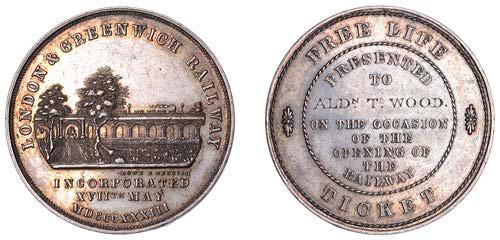 LONDON & GREENWICH RAILWAY
INCORPORATED
XVIITH MAY
MDCCCXXXIII
FREE LIFE
PRESENTED
TO
ALDN T. WOOD.
ON THE OCCASION
OF THE
OPENING OF
THE
RAILWAY
TICKET